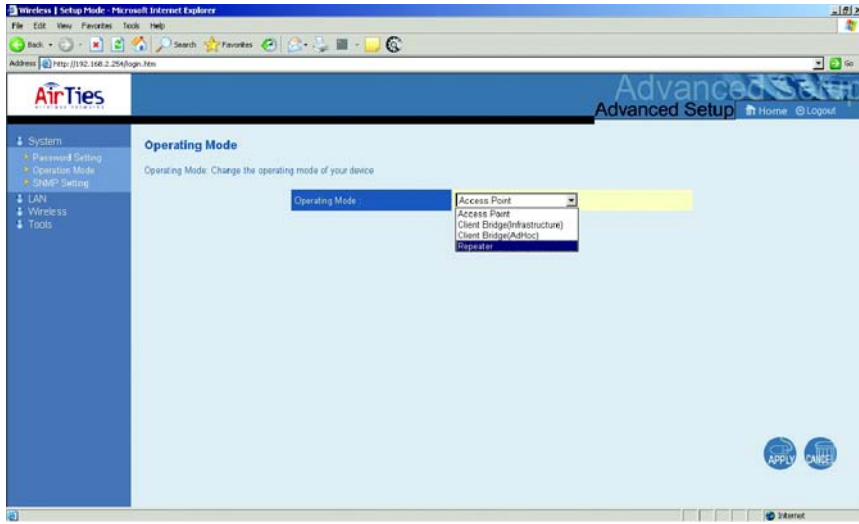 Wireless | Setup Mode - Microsoft Internet Explorer
File Edit View Favorites Tools Help
Back Search Favorites
Address http://192.168.2.254/login.htm Go
AirTies
wireless networks
Advanced Setup
Advanced Setup Home Logout
System
Password Setting
Operation Mode
SNMP Setting
LAN
Wireless
Tools
Operating Mode
Operating Mode: Change the operating mode of your device
Operating Mode : Access Point
Access Point
Client Bridge(Infrastructure)
Client Bridge(AdHoc)
Repeater
APPLY CANCEL
Internet